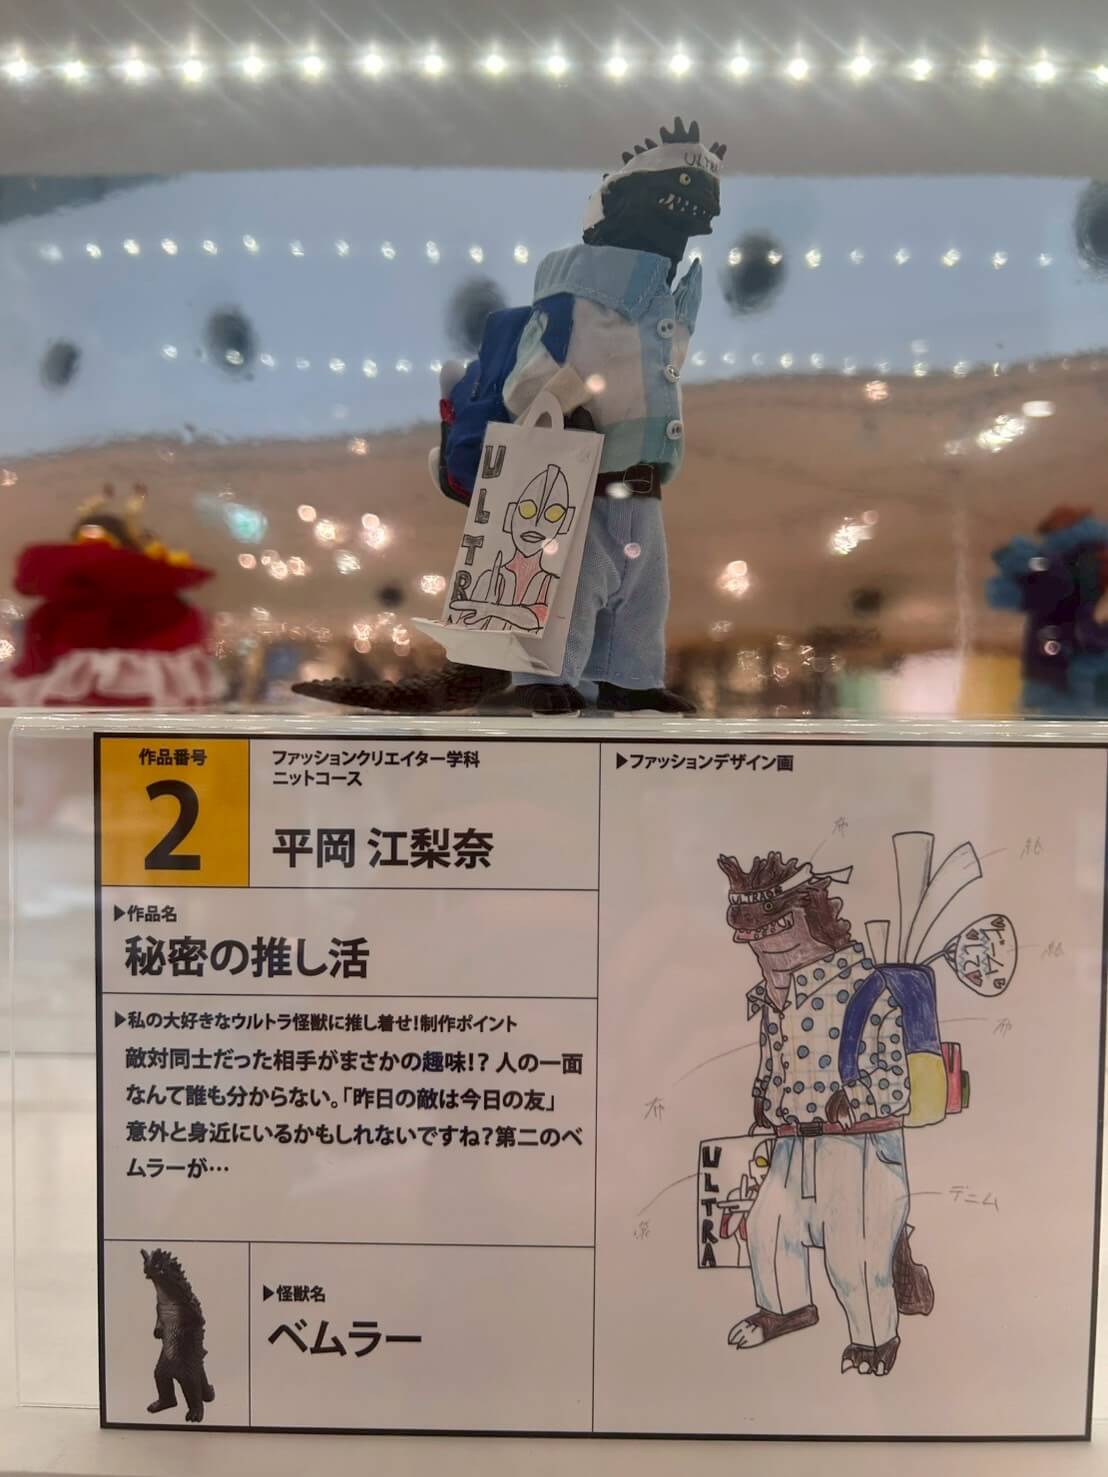 ULTRA
ULTR
作品番号
2
ファッションクリエイター学科
ニットコース
平岡 江梨奈
▶作品名
秘密の推し活
▶私の大好きなウルトラ怪獣に推し着せ!制作ポイント
敵対同士だった相手がまさかの趣味!? 人の一面
なんて誰も分からない。「昨日の敵は今日の友」
意外と身近にいるかもしれないですね?第二のベ
ムラーが…
▶怪獣名
ベムラー
▶ファッションデザイン画
布
紙
紙
布
布
デニム
ULTRA